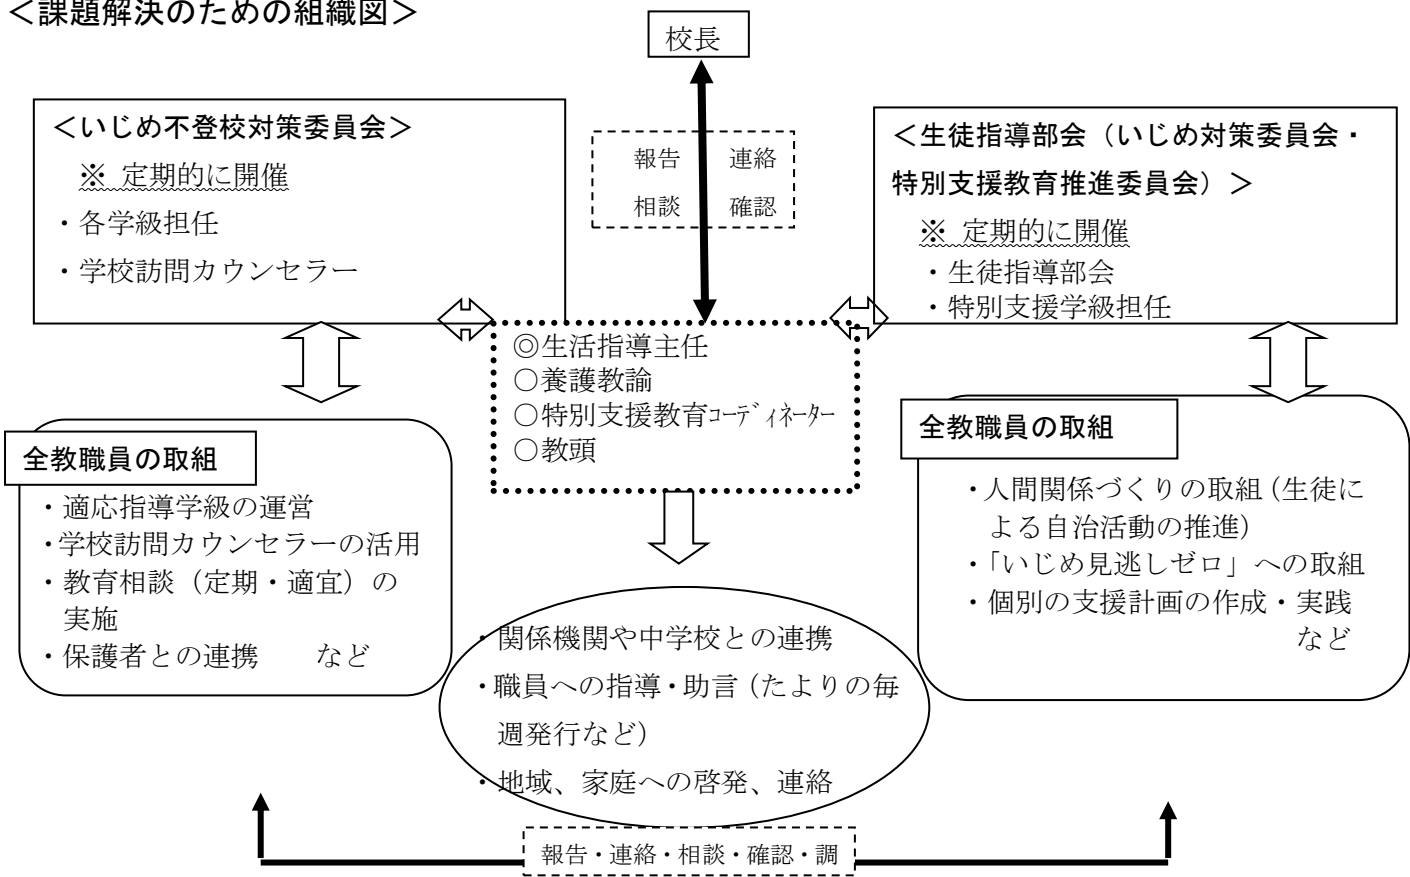 ＜課題解決のための組織図＞
校長
＜いじめ不登校対策委員会＞
※ 定期的に開催
・各学級担任
・学校訪問カウンセラー
報告 連絡
相談 確認
＜生徒指導部会（いじめ対策委員会・
特別支援教育推進委員会）＞
※ 定期的に開催
・生徒指導部会
・特別支援学級担任
◎生活指導主任
○養護教諭
○特別支援教育ｺｰﾃﾞｨﾈｰﾀｰ
○教頭
全教職員の取組
・適応指導学級の運営
・学校訪問カウンセラーの活用
・教育相談（定期・適宜）の
実施
・保護者との連携 など
全教職員の取組
・人間関係づくりの取組（生徒に
よる自治活動の推進）
・「いじめ見逃しゼロ」への取組
・個別の支援計画の作成・実践
など
・関係機関や中学校との連携
・職員への指導・助言（たよりの毎
週発行など）
・地域、家庭への啓発、連絡
報告・連絡・相談・確認・調